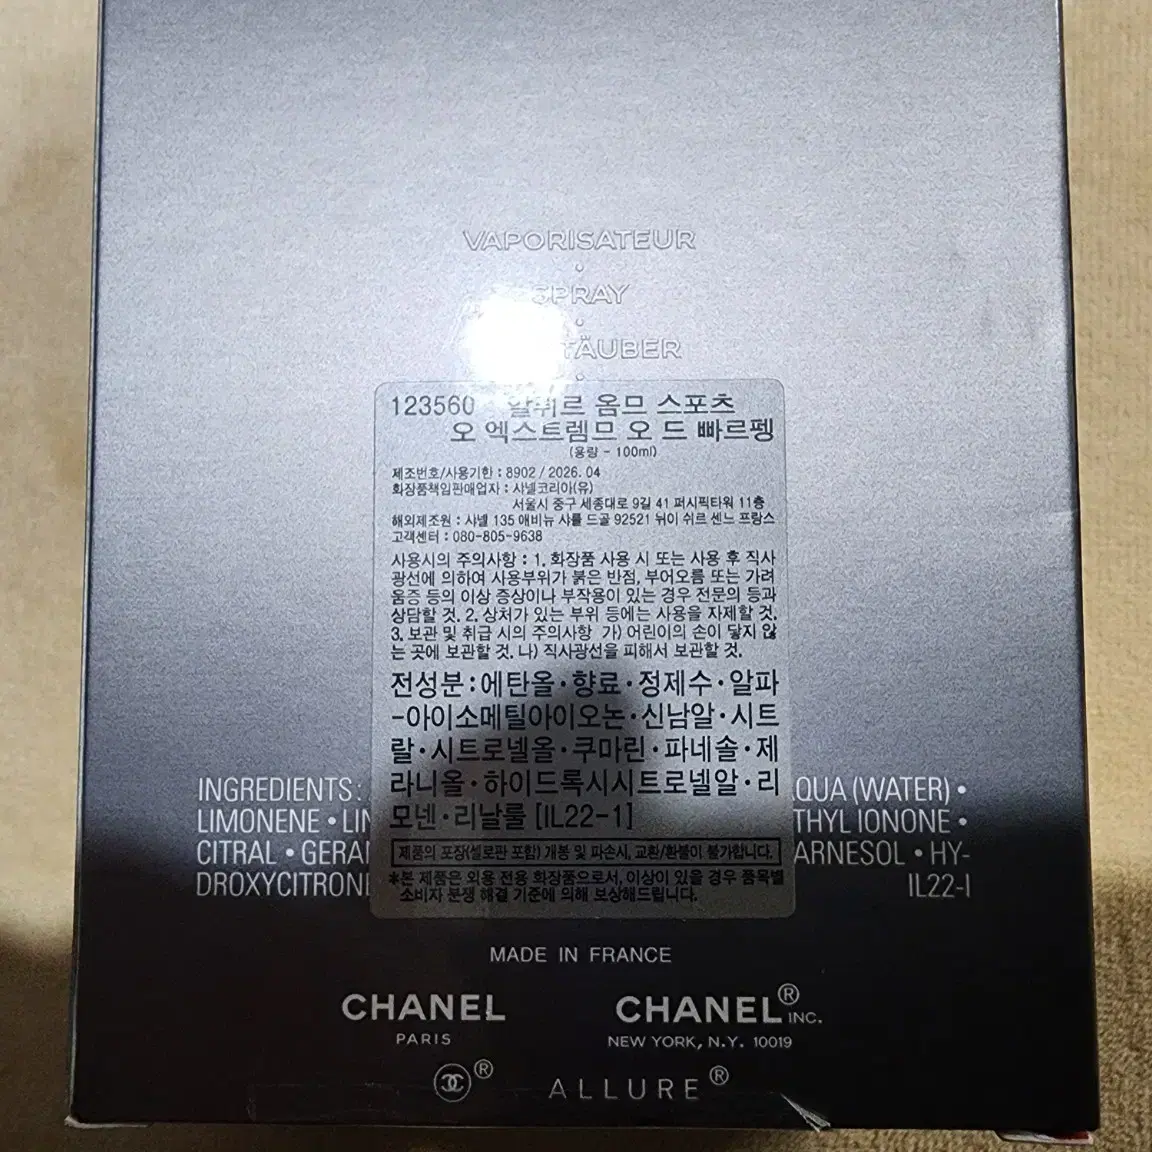 VAPORISATEUR
SPRAY
TÄUBER
123560 알뤼르 옴므 스포츠
오 엑스트렘므 오 드 빠르펭
(용량 - 100ml)
제조번호/사용기한 : 8902 / 2026. 04
화장품책임판매업자 : 샤넬코리아(유)
서울시 중구 세종대로 9길 41 퍼시픽타워 11층
해외제조원 : 샤넬 135 애비뉴 샤를 드골 92521 뉘이 쉬르 센느 프랑스
고객센터 : 080-805-9638
사용시의 주의사항 : 1. 화장품 사용 시 또는 사용 후 직사
광선에 의하여 사용부위가 붉은 반점, 부어오름 또는 가려
움증 등의 이상 증상이나 부작용이 있는 경우 전문의 등과
상담할 것. 2. 상처가 있는 부위 등에는 사용을 자제할 것.
3. 보관 및 취급 시의 주의사항 가) 어린이의 손이 닿지 않
는 곳에 보관할 것. 나) 직사광선을 피해서 보관할 것.
전성분 : 에탄올·향료·정제수·알파
-아이소메틸아이오논·신남알·시트
랄·시트로넬올·쿠마린·파네솔·제
라니올·하이드록시시트로넬알·리
모넨·리날룰 [IL22-1]
제품의 포장(셀로판 포함) 개봉 및 파손시, 교환/환불이 불가합니다.
*본 제품은 외용 전용 화장품으로서, 이상이 있을 경우 품목별
소비자 분쟁 해결 기준에 의해 보상해드립니다.
INGREDIENTS: AQUA (WATER) •
LIMONENE • LIN THYL IONONE •
CITRAL • GERA ARNESOL • HY-
DROXYCITRON IL22-I
MADE IN FRANCE
CHANEL CHANEL® INC.
PARIS NEW YORK, N.Y. 10019
® ALLURE®